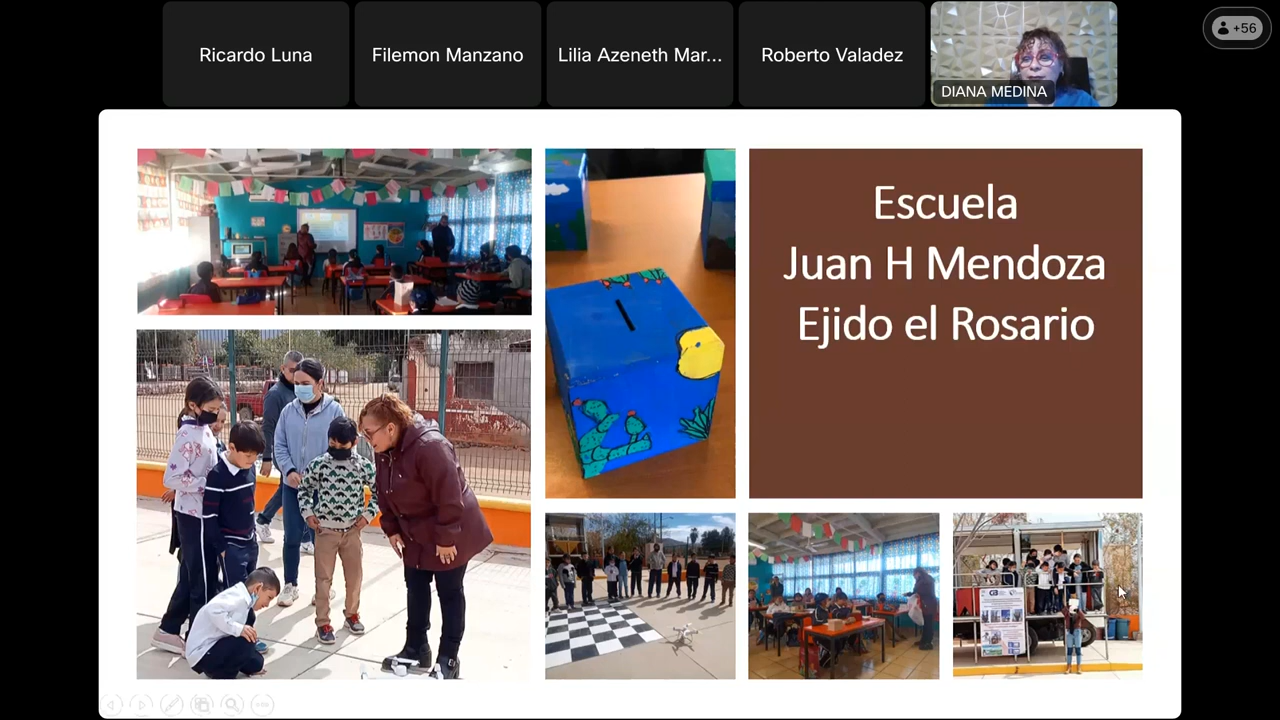 Ricardo Luna
Filemon Manzano
Lilia Azeneth Mar...
Roberto Valadez
DIANA MEDINA
+56
Escuela
Juan H Mendoza
Ejido el Rosario